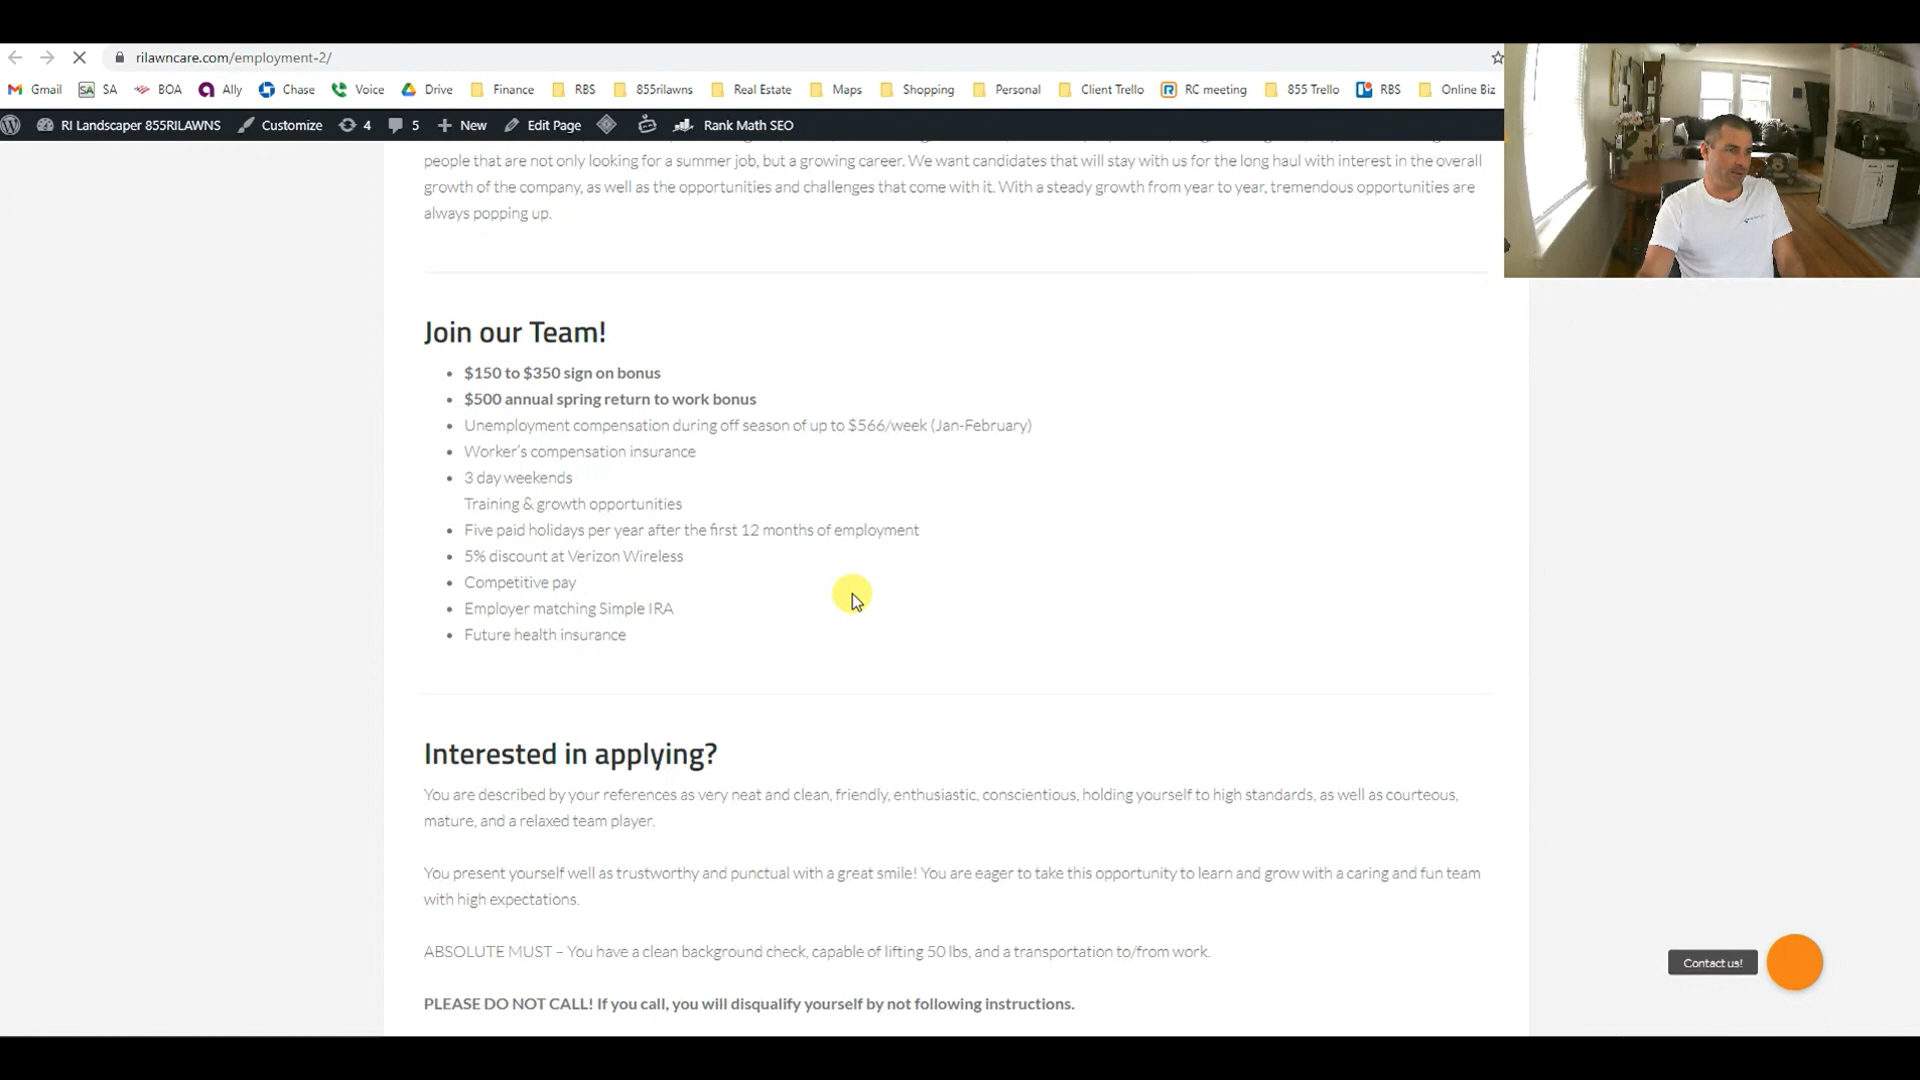 rilawncare.com/employment-2/
Gmail SA SA BOA Ally Chase Voice Drive Finance RBS 855rilawns Real Estate Maps Shopping Personal Client Trello RC meeting 855 Trello RBS Online Biz
RI Landscaper 855RILAWNS Customize 4 5 New Edit Page Rank Math SEO
people that are not only looking for a summer job, but a growing career. We want candidates that will stay with us for the long haul with interest in the overall
growth of the company, as well as the opportunities and challenges that come with it. With a steady growth from year to year, tremendous opportunities are
always popping up.
Join our Team!
• $150 to $350 sign on bonus
• $500 annual spring return to work bonus
• Unemployment compensation during off season of up to $566/week (Jan-February)
• Worker's compensation insurance
• 3 day weekends
Training & growth opportunities
• Five paid holidays per year after the first 12 months of employment
• 5% discount at Verizon Wireless
• Competitive pay
• Employer matching Simple IRA
• Future health insurance
Interested in applying?
You are described by your references as very neat and clean, friendly, enthusiastic, conscientious, holding yourself to high standards, as well as courteous,
mature, and a relaxed team player.
You present yourself well as trustworthy and punctual with a great smile! You are eager to take this opportunity to learn and grow with a caring and fun team
with high expectations.
ABSOLUTE MUST – You have a clean background check, capable of lifting 50 lbs, and a transportation to/from work.
Contact us!
PLEASE DO NOT CALL! If you call, you will disqualify yourself by not following instructions.